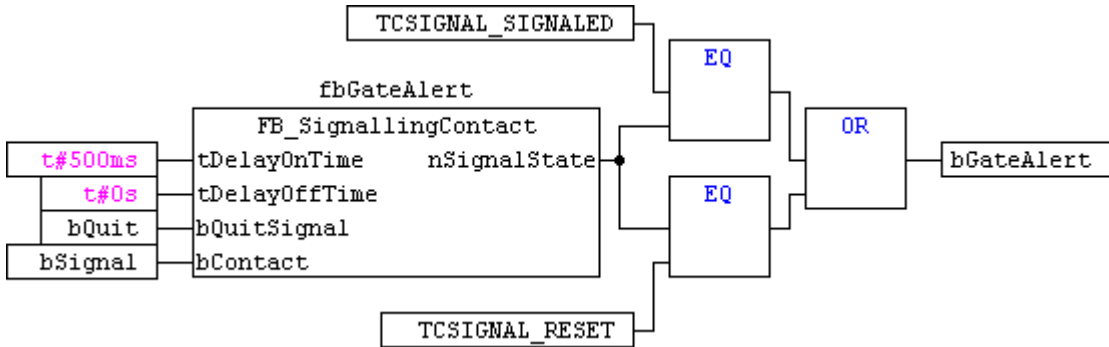 TCSIGNAL_SIGNALED
EQ
fbGateAlert
FB_SignallingContact
OR
t#500ms tDelayOnTime nSignalState bGateAlert
t#0s tDelayOffTime EQ
bQuit bQuitSignal
bSignal bContact
TCSIGNAL_RESET